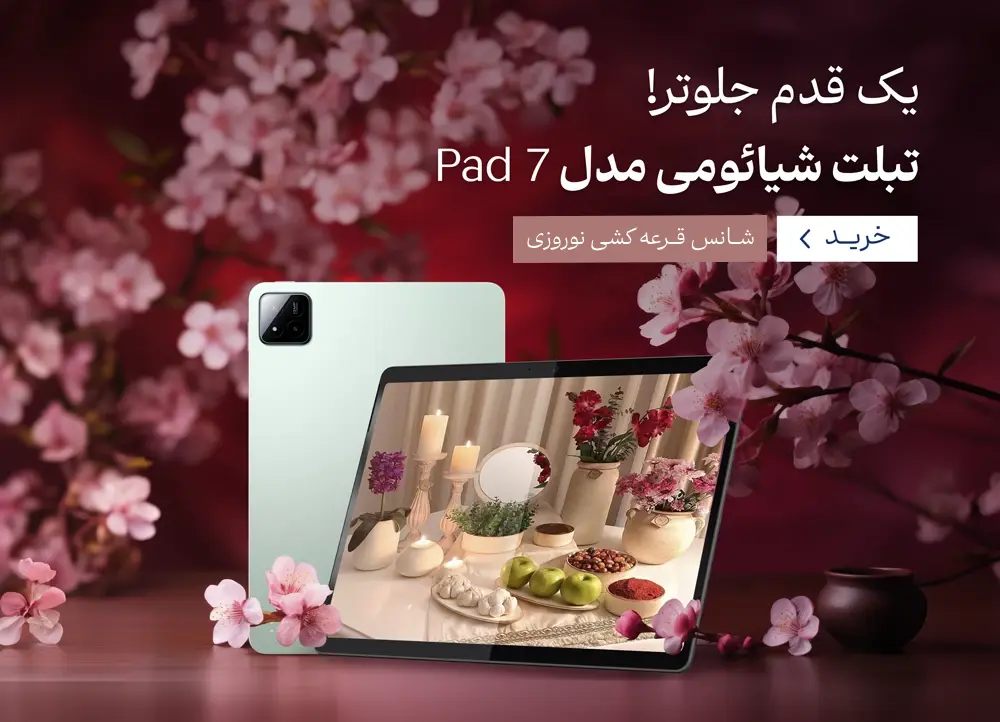 یک قدم جلوتر!
تبلت شیائومی مدل Pad 7
خرید
شانس قرعه کشی نوروزی